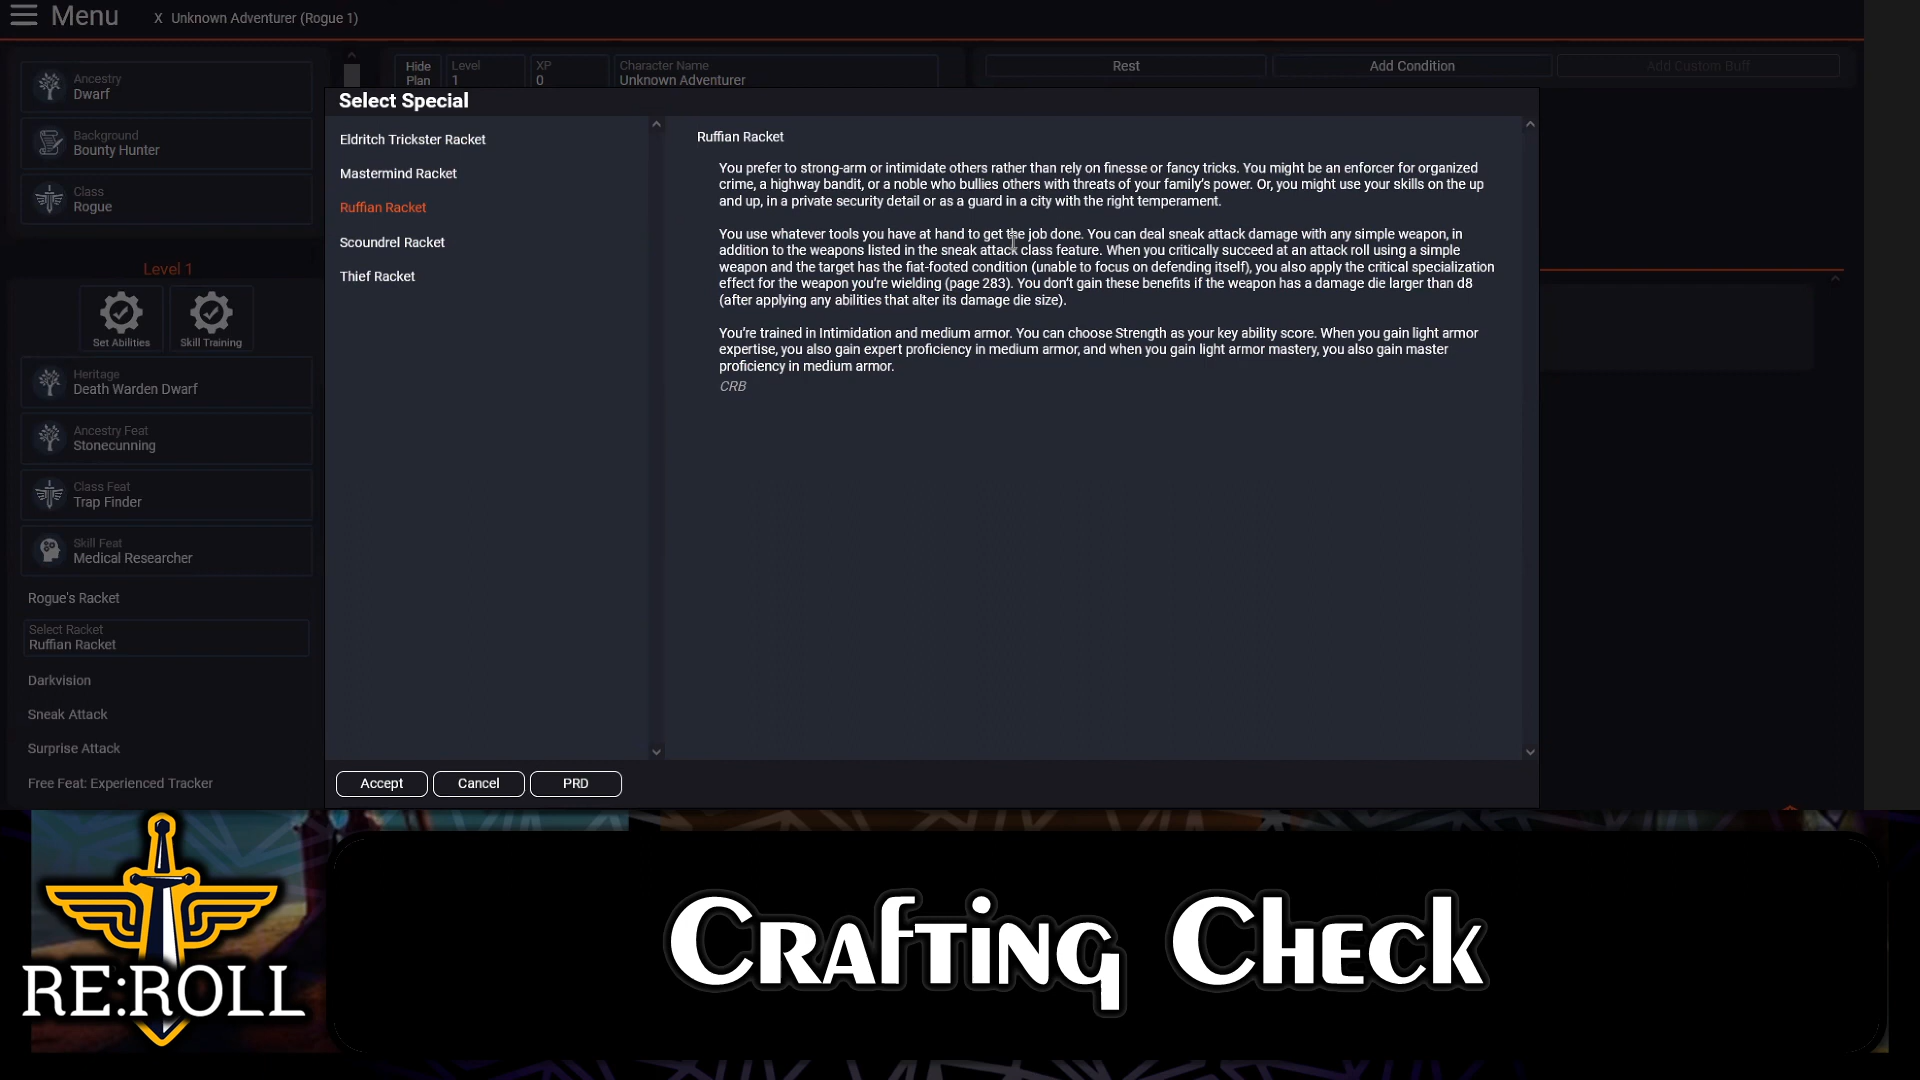 Menu
X Unknown Adventurer (Rogue 1)
Ancestry
Dwarf
Background
Bounty Hunter
Class
Rogue
Level 1
Set Abilities
Skill Training
Heritage
Death Warden Dwarf
Ancestry Feat
Stonecunning
Class Feat
Trap Finder
Skill Feat
Medical Researcher
Rogue's Racket
Select Racket
Ruffian Racket
Darkvision
Sneak Attack
Surprise Attack
Free Feat: Experienced Tracker
Hide
Plan
Level
1
XP
0
Character Name
Unknown Adventurer
Rest
Add Condition
Add Custom Buff
Select Special
Eldritch Trickster Racket
Mastermind Racket
Ruffian Racket
Scoundrel Racket
Thief Racket
Ruffian Racket
You prefer to strong-arm or intimidate others rather than rely on finesse or fancy tricks. You might be an enforcer for organized
crime, a highway bandit, or a noble who bullies others with threats of your family's power. Or, you might use your skills on the up
and up, in a private security detail or as a guard in a city with the right temperament.
You use whatever tools you have at hand to get the job done. You can deal sneak attack damage with any simple weapon, in
addition to the weapons listed in the sneak attack class feature. When you critically succeed at an attack roll using a simple
weapon and the target has the fiat-footed condition (unable to focus on defending itself), you also apply the critical specialization
effect for the weapon you're wielding (page 283). You don't gain these benefits if the weapon has a damage die larger than d8
(after applying any abilities that alter its damage die size).
You're trained in Intimidation and medium armor. You can choose Strength as your key ability score. When you gain light armor
expertise, you also gain expert proficiency in medium armor, and when you gain light armor mastery, you also gain master
proficiency in medium armor.
CRB
Accept
Cancel
PRD
RE:ROLL
Crafting Check